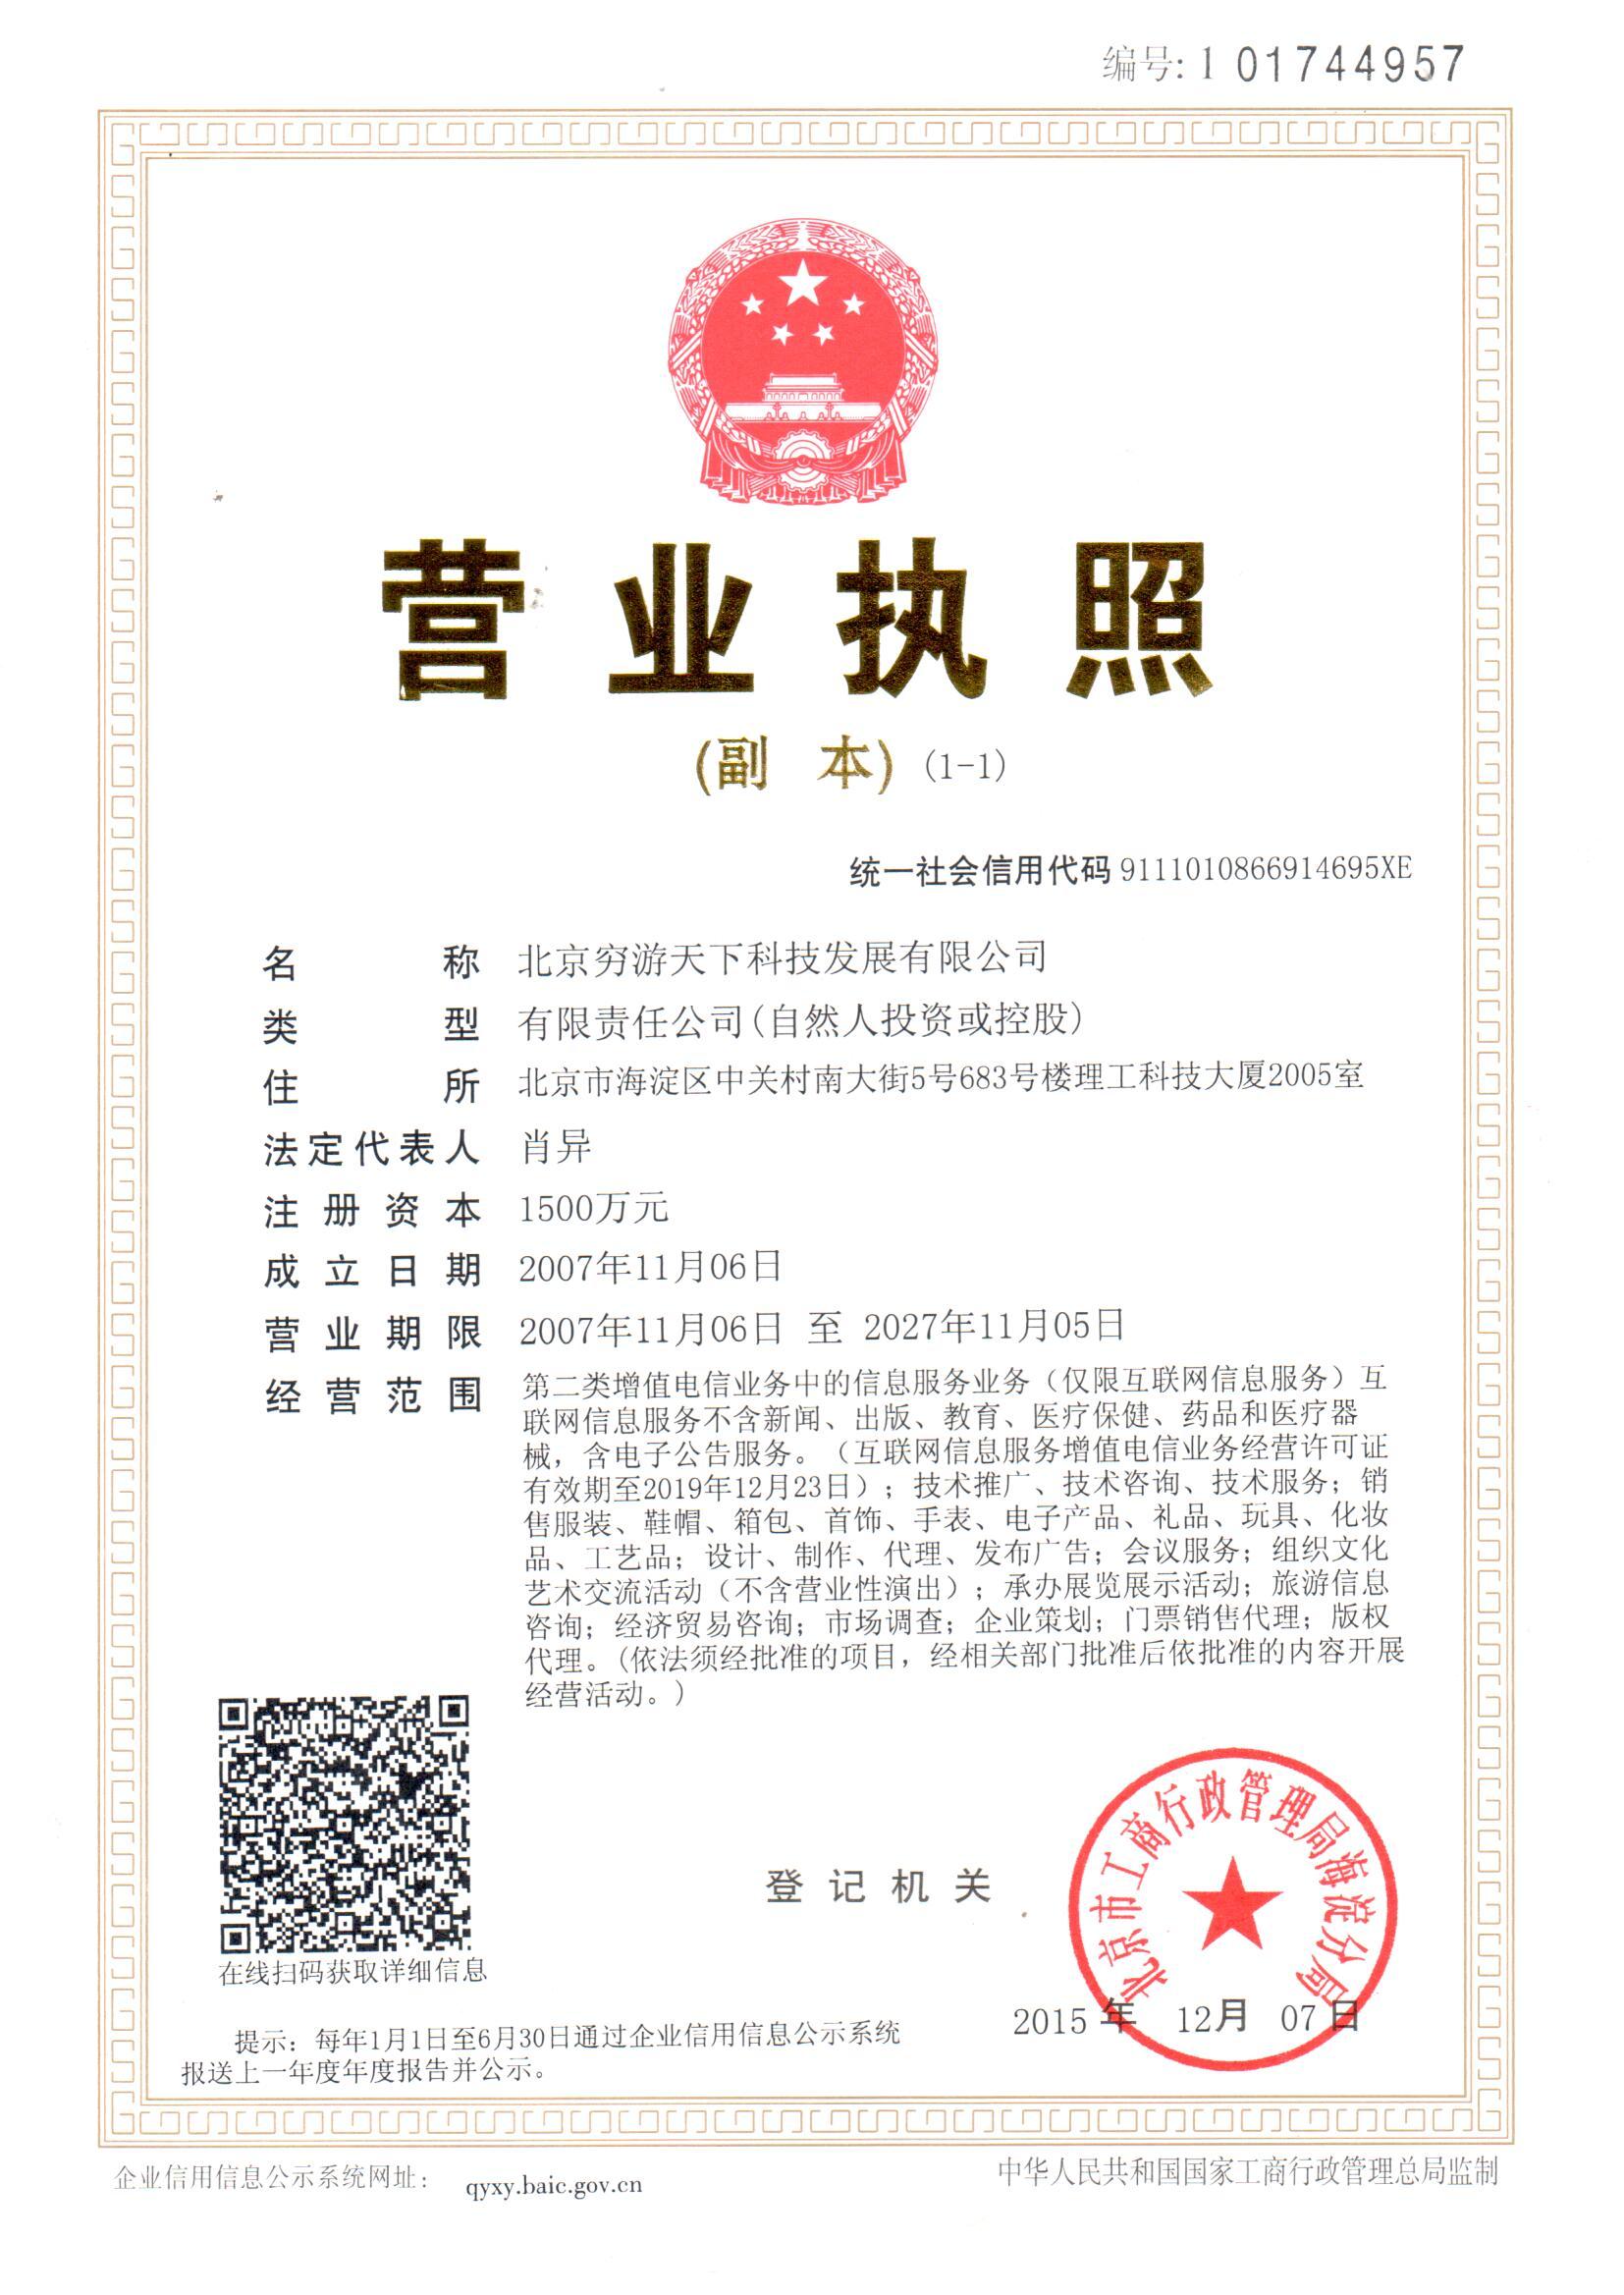 编号: 1 01744957
营业执照
(副 本) (1-1)
统一社会信用代码 9111010866914695XE
名称 北京穷游天下科技发展有限公司
类型 有限责任公司(自然人投资或控股)
住所 北京市海淀区中关村南大街5号683号楼理工科技大厦2005室
法定代表人 肖异
注册资本 1500万元
成立日期 2007年11月06日
营业期限 2007年11月06日 至 2027年11月05日
经营范围 第二类增值电信业务中的信息服务业务（仅限互联网信息服务）互
联网信息服务不含新闻、出版、教育、医疗保健、药品和医疗器
械，含电子公告服务。（互联网信息服务增值电信业务经营许可证
有效期至2019年12月23日）；技术推广、技术咨询、技术服务；销
售服装、鞋帽、箱包、首饰、手表、电子产品、礼品、玩具、化妆
品、工艺品；设计、制作、代理、发布广告；会议服务；组织文化
艺术交流活动（不含营业性演出）；承办展览展示活动；旅游信息
咨询；经济贸易咨询；市场调查；企业策划；门票销售代理；版权
代理。(依法须经批准的项目，经相关部门批准后依批准的内容开展
经营活动。)
在线扫码获取详细信息
登记机关
北京市工商行政管理局海淀分局
2015 年 12月 07 日
提示：每年1月1日至6月30日通过企业信用信息公示系统
报送上一年度年度报告并公示。
企业信用信息公示系统网址： qyxy.baic.gov.cn
中华人民共和国国家工商行政管理总局监制